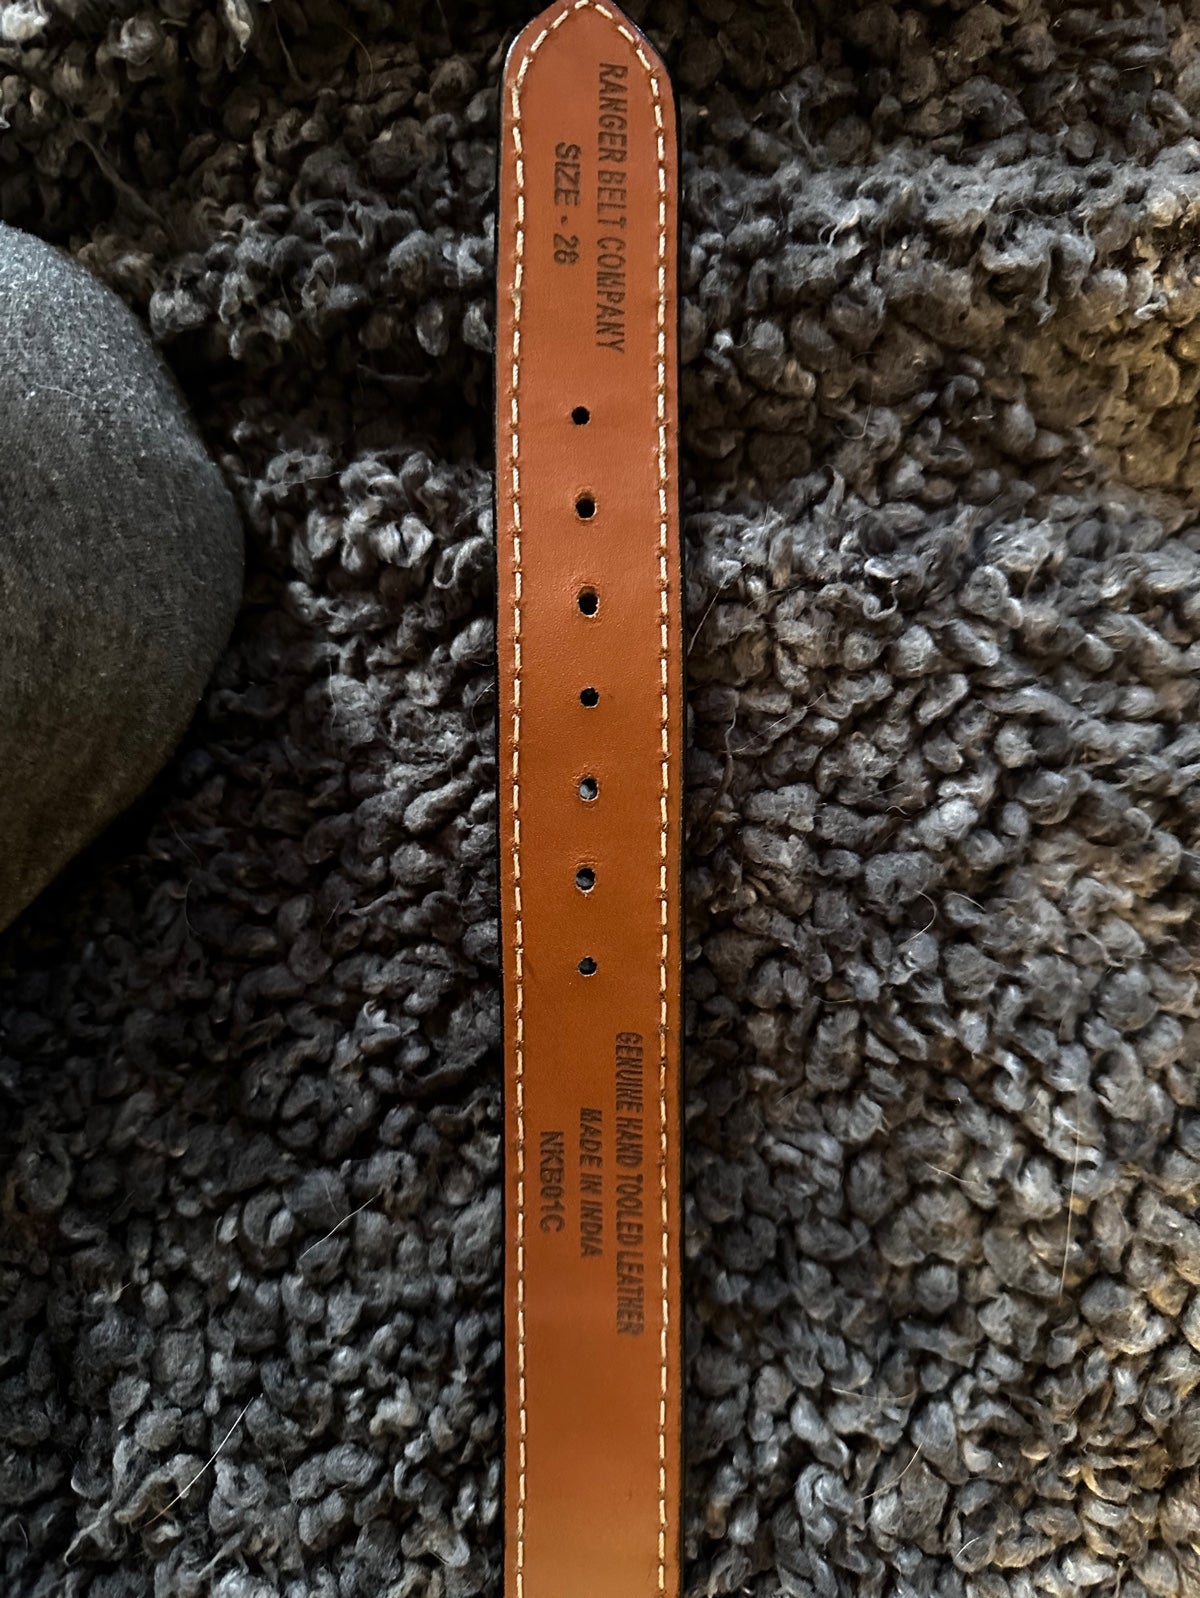 RANGER BELT COMPANY
SIZE - 28
GENUINE HAND TOOLED LEATHER
MADE IN INDIA
NKB01C